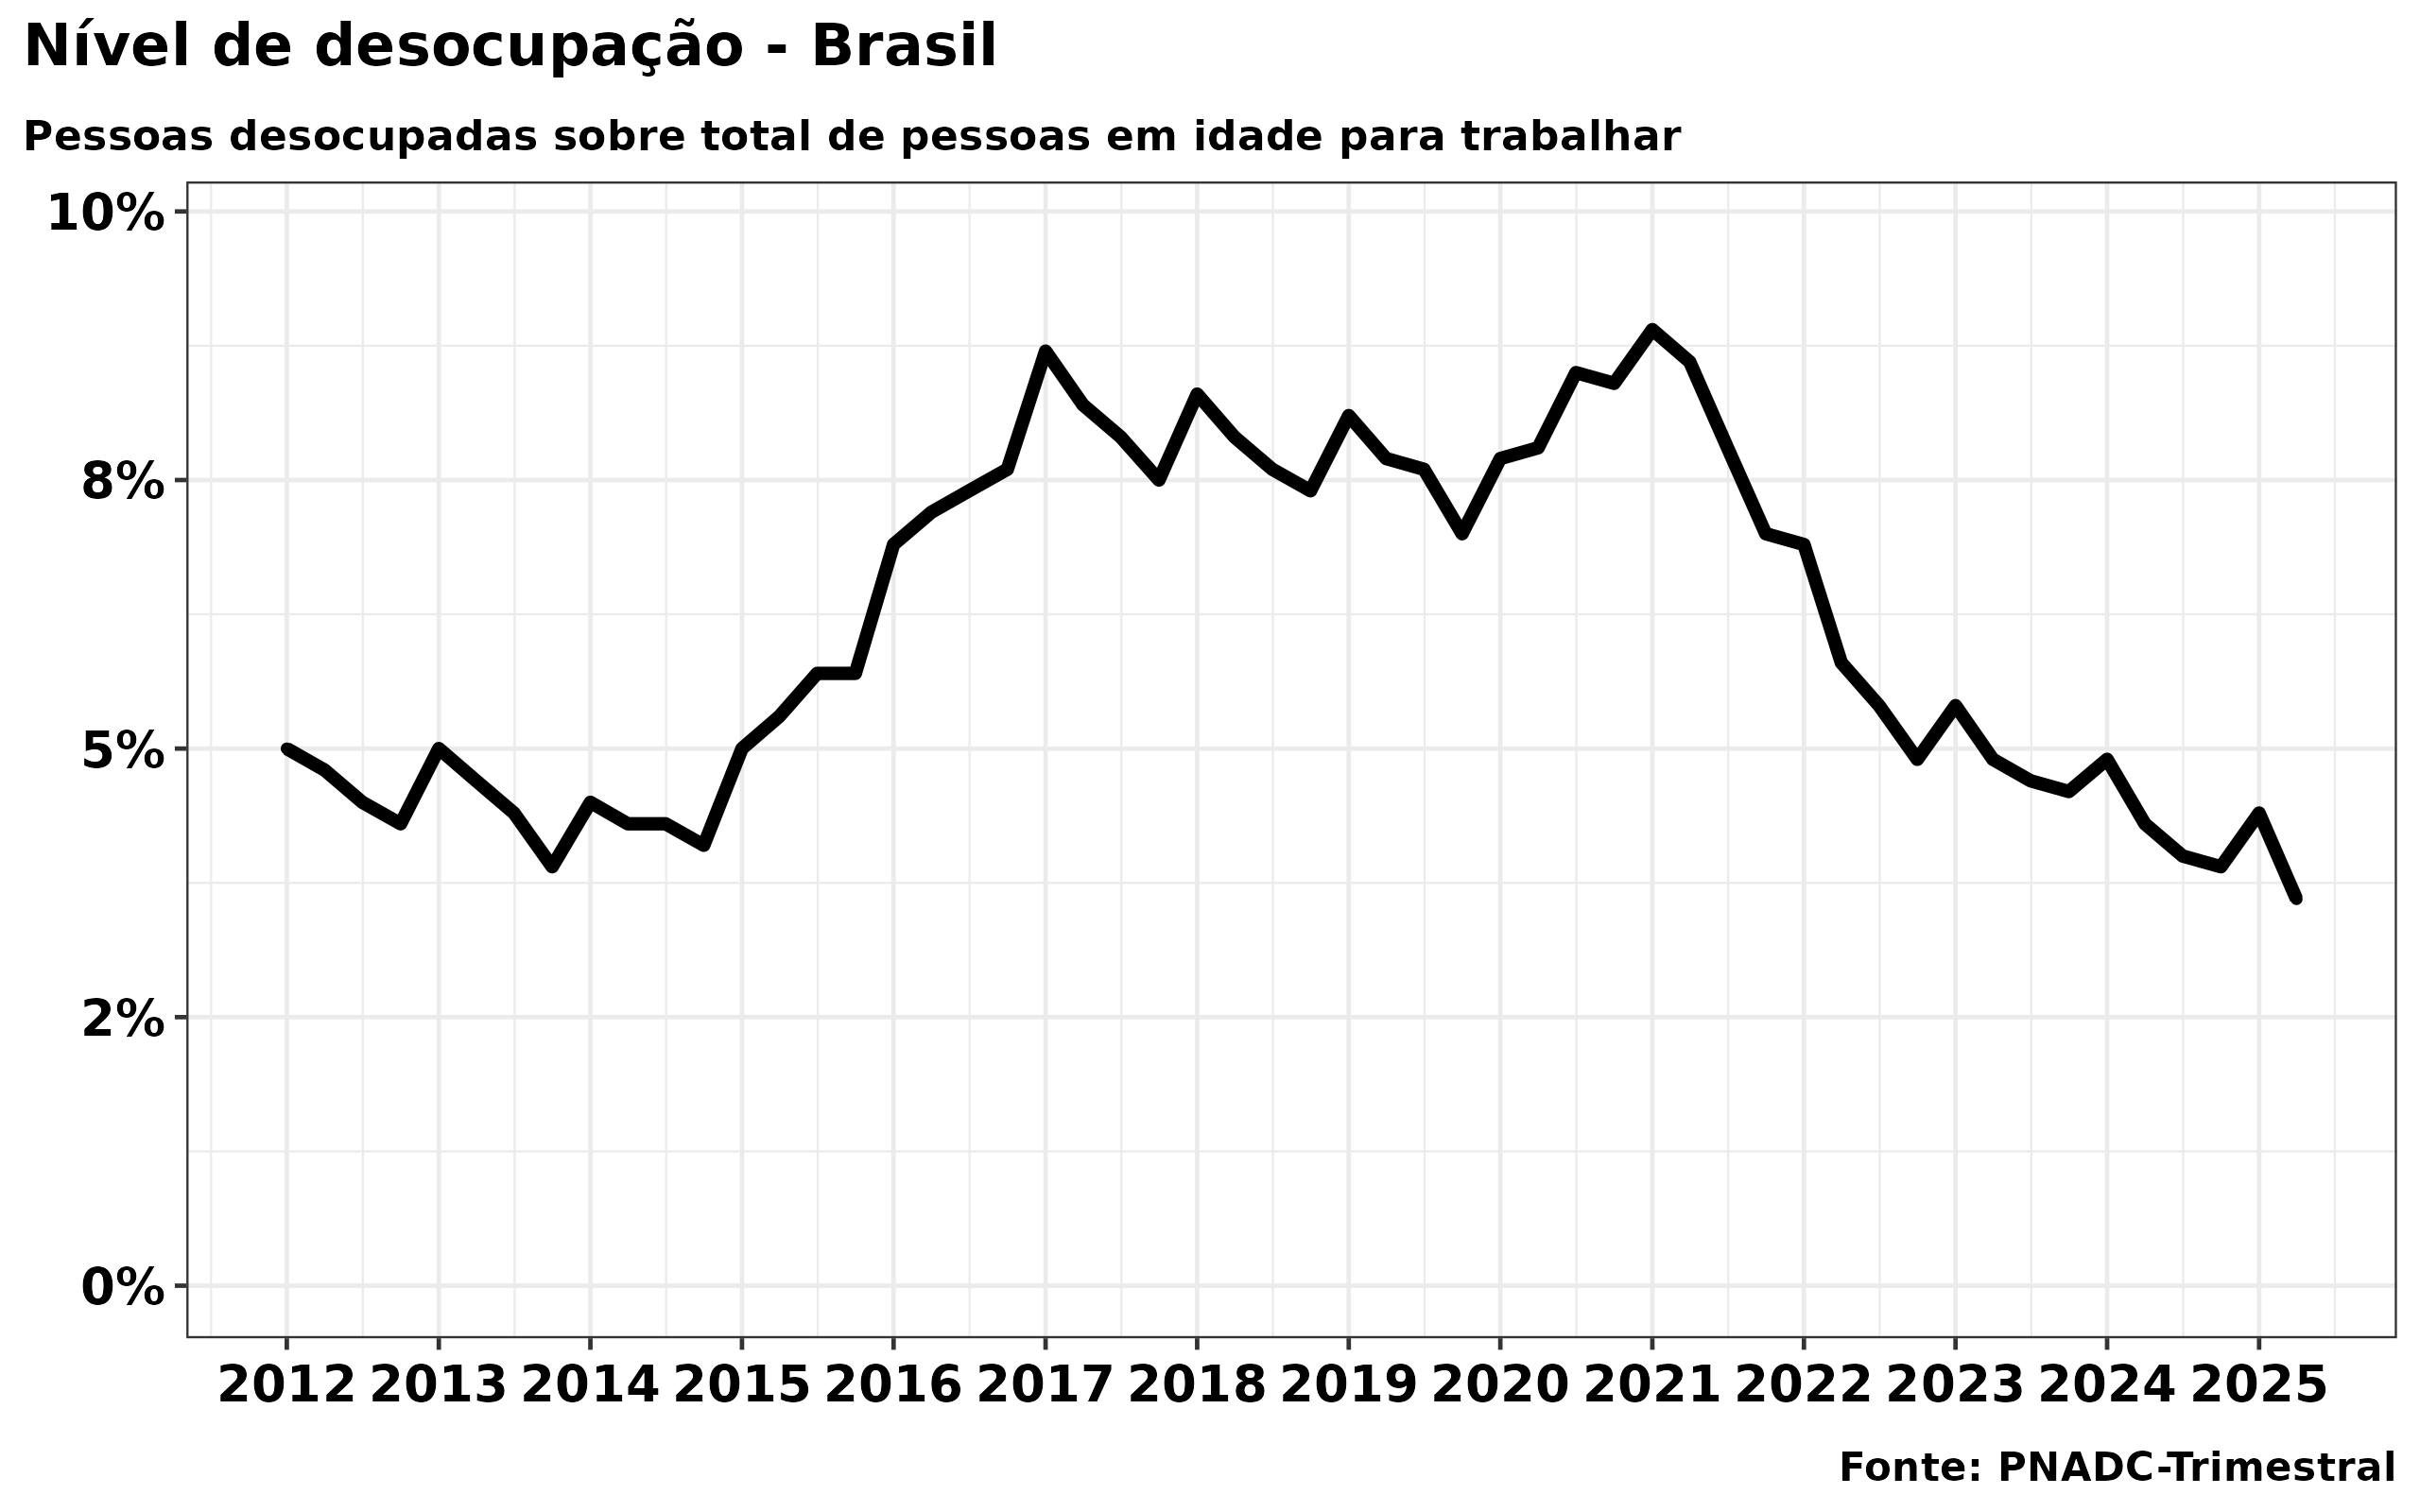 Nível de desocupação - Brasil
Pessoas desocupadas sobre total de pessoas em idade para trabalhar
10%
8%
5%
2%
0%
2012 2013 2014 2015 2016 2017 2018 2019 2020 2021 2022 2023 2024 2025
Fonte: PNADC-Trimestral